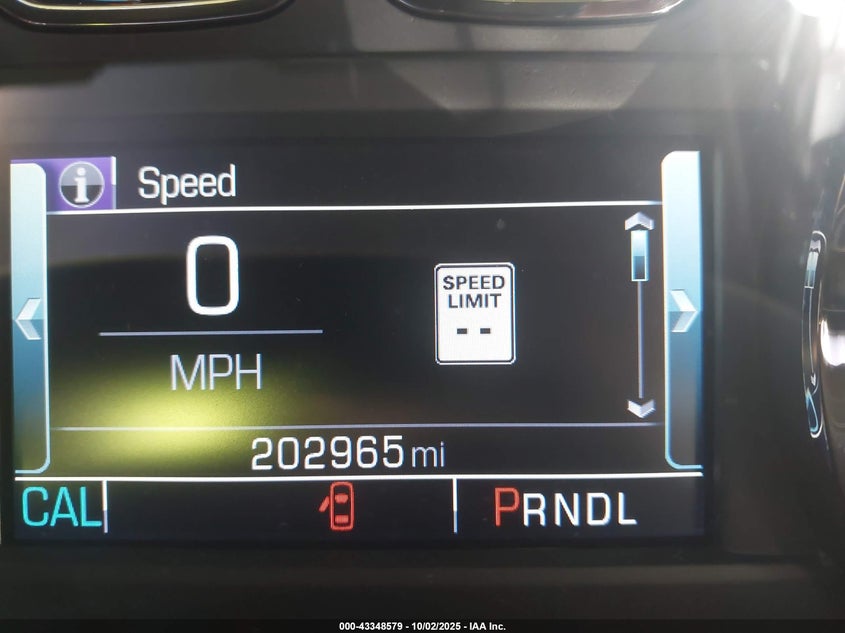 i Speed
0
SPEED
LIMIT
--
MPH
202965 mi
CAL PRNDL
000-43348579 - 10/02/2025 - IAA Inc.